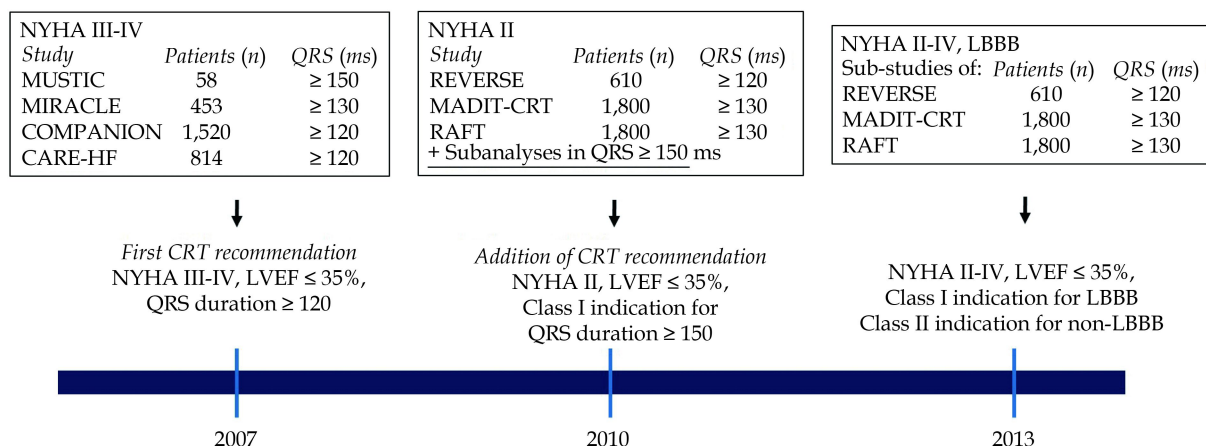 NYHA III-IV
Study Patients (n) QRS (ms)
MUSTIC 58 ≥ 150
MIRACLE 453 ≥ 130
COMPANION 1,520 ≥ 120
CARE-HF 814 ≥ 120
NYHA II
Study Patients (n) QRS (ms)
REVERSE 610 ≥ 120
MADIT-CRT 1,800 ≥ 130
RAFT 1,800 ≥ 130
+ Subanalyses in QRS ≥ 150 ms
NYHA II-IV, LBBB
Sub-studies of: Patients (n) QRS (ms)
REVERSE 610 ≥ 120
MADIT-CRT 1,800 ≥ 130
RAFT 1,800 ≥ 130
First CRT recommendation
NYHA III-IV, LVEF ≤ 35%,
QRS duration ≥ 120
Addition of CRT recommendation
NYHA II, LVEF ≤ 35%,
Class I indication for
QRS duration ≥ 150
NYHA II-IV, LVEF ≤ 35%,
Class I indication for LBBB
Class II indication for non-LBBB
2007
2010
2013